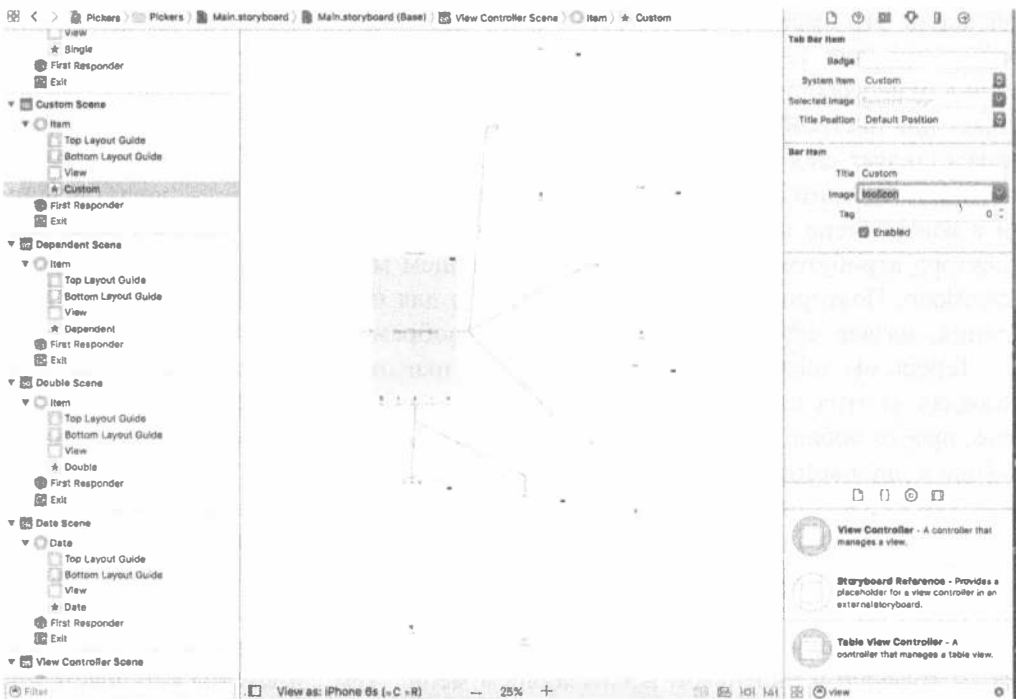 Pickers
Pickers
Main.storyboard
Main.storyboard (Base)
View Controller Scene
Item
Custom
View
Single
First Responder
Exit
Custom Scene
Item
Top Layout Guide
Bottom Layout Guide
View
Custom
First Responder
Exit
Dependent Scene
Item
Top Layout Guide
Bottom Layout Guide
View
Dependent
First Responder
Exit
Double Scene
Item
Top Layout Guide
Bottom Layout Guide
View
Double
First Responder
Exit
Date Scene
Date
Top Layout Guide
Bottom Layout Guide
View
Date
First Responder
Exit
View Controller Scene
Filter
View as: iPhone 6s (wC hR)
— 25% +
Tab Bar Item
Badge
System Item Custom
Selected Image
Title Position Default Position
Bar Item
Title Custom
Image toolicon
Tag 0
Enabled
View Controller - A controller that
manages a view.
Storyboard Reference - Provides a
placeholder for a view controller in an
external storyboard.
Table View Controller - A
controller that manages a table view.
view